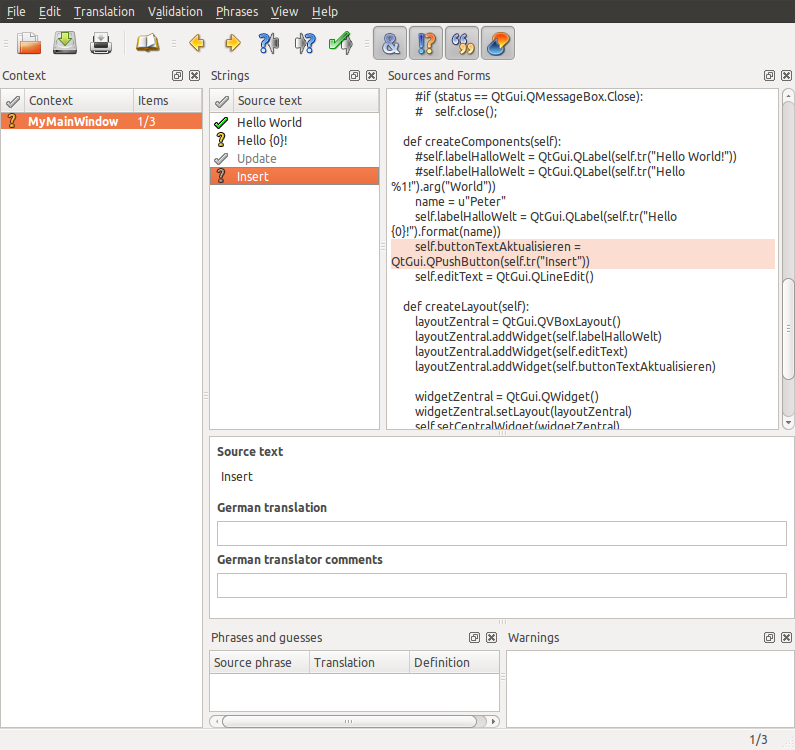 File Edit Translation Validation Phrases View Help
Context
Context Items
MyMainWindow 1/3
Strings
Source text
Hello World
Hello {0}!
Update
Insert
Sources and Forms
#if (status == QtGui.QMessageBox.Close):
# self.close();
def createComponents(self):
#self.labelHalloWelt = QtGui.QLabel(self.tr("Hello World!"))
#self.labelHalloWelt = QtGui.QLabel(self.tr("Hello
%1!").arg("World"))
name = u"Peter"
self.labelHalloWelt = QtGui.QLabel(self.tr("Hello
{0}!").format(name))
self.buttonTextAktualisieren =
QtGui.QPushButton(self.tr("Insert"))
self.editText = QtGui.QLineEdit()
def createLayout(self):
layoutZentral = QtGui.QVBoxLayout()
layoutZentral.addWidget(self.labelHalloWelt)
layoutZentral.addWidget(self.editText)
layoutZentral.addWidget(self.buttonTextAktualisieren)
widgetZentral = QtGui.QWidget()
widgetZentral.setLayout(layoutZentral)
self.setCentralWidget(widgetZentral)
Source text
Insert
German translation
German translator comments
Phrases and guesses
Source phrase Translation Definition
Warnings
1/3